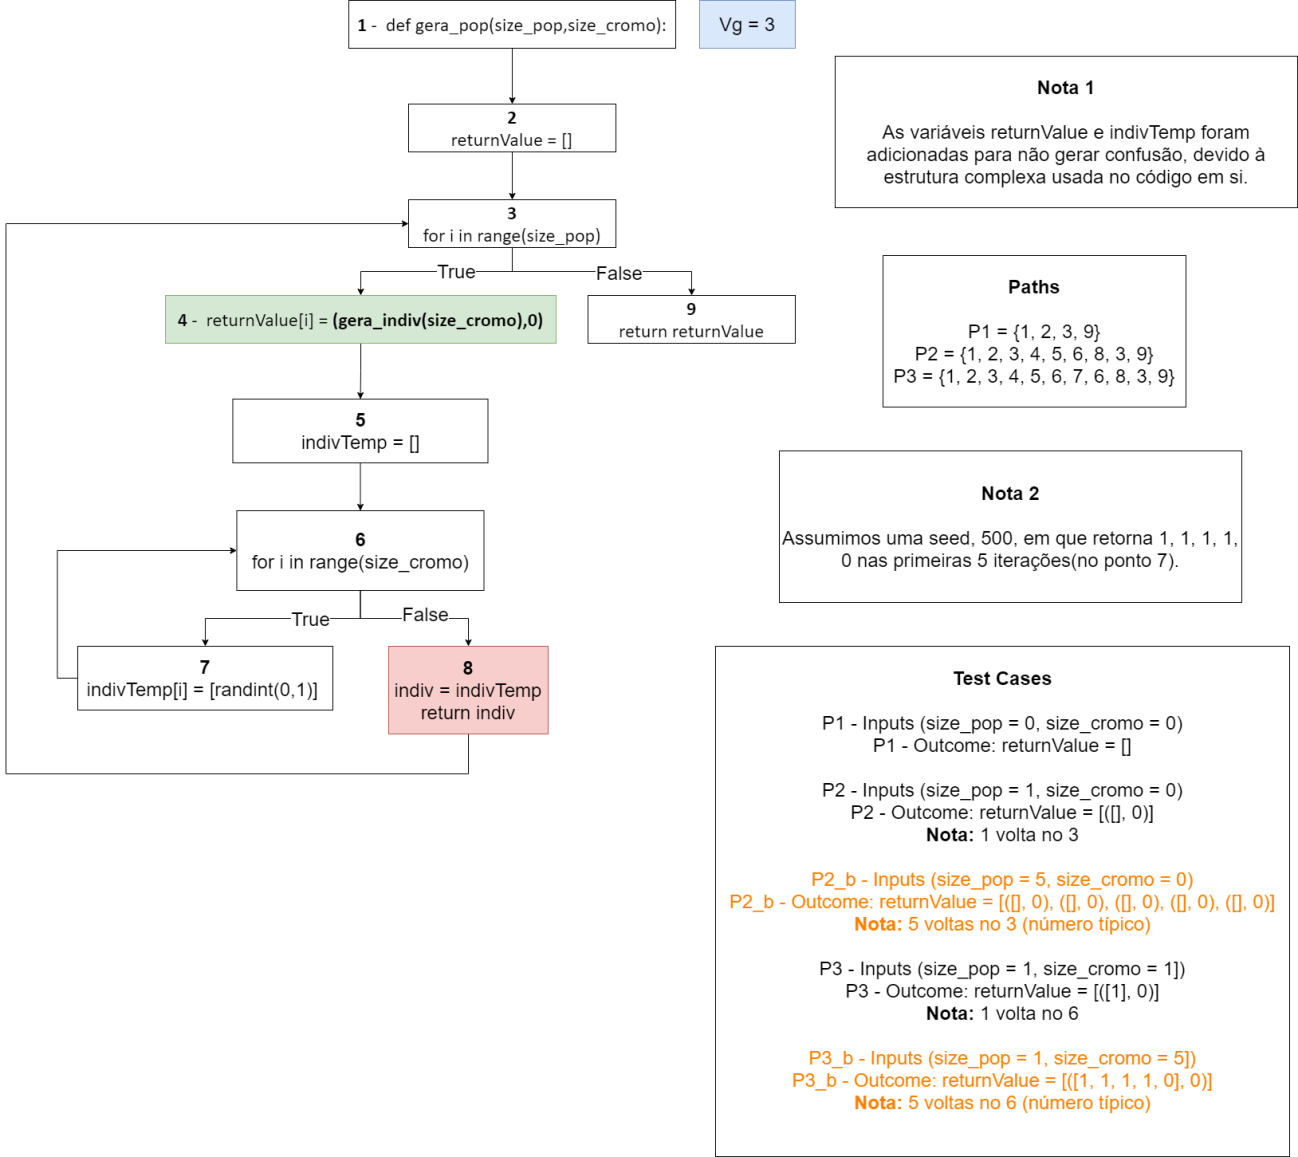 1 - def gera_pop(size_pop,size_cromo):
Vg = 3
2
returnValue = []
3
for i in range(size_pop)
True
False
4 - returnValue[i] = (gera_indiv(size_cromo),0)
9
return returnValue
5
indivTemp = []
6
for i in range(size_cromo)
True
False
7
indivTemp[i] = [randint(0,1)]
8
indiv = indivTemp
return indiv
Nota 1
As variáveis returnValue e indivTemp foram
adicionadas para não gerar confusão, devido à
estrutura complexa usada no código em si.
Paths
P1 = {1, 2, 3, 9}
P2 = {1, 2, 3, 4, 5, 6, 8, 3, 9}
P3 = {1, 2, 3, 4, 5, 6, 7, 6, 8, 3, 9}
Nota 2
Assumimos uma seed, 500, em que retorna 1, 1, 1, 1,
0 nas primeiras 5 iterações(no ponto 7).
Test Cases
P1 - Inputs (size_pop = 0, size_cromo = 0)
P1 - Outcome: returnValue = []
P2 - Inputs (size_pop = 1, size_cromo = 0)
P2 - Outcome: returnValue = [([], 0)]
Nota: 1 volta no 3
P2_b - Inputs (size_pop = 5, size_cromo = 0)
P2_b - Outcome: returnValue = [([], 0), ([], 0), ([], 0), ([], 0), ([], 0)]
Nota: 5 voltas no 3 (número típico)
P3 - Inputs (size_pop = 1, size_cromo = 1])
P3 - Outcome: returnValue = [([1], 0)]
Nota: 1 volta no 6
P3_b - Inputs (size_pop = 1, size_cromo = 5])
P3_b - Outcome: returnValue = [([1, 1, 1, 1, 0], 0)]
Nota: 5 voltas no 6 (número típico)